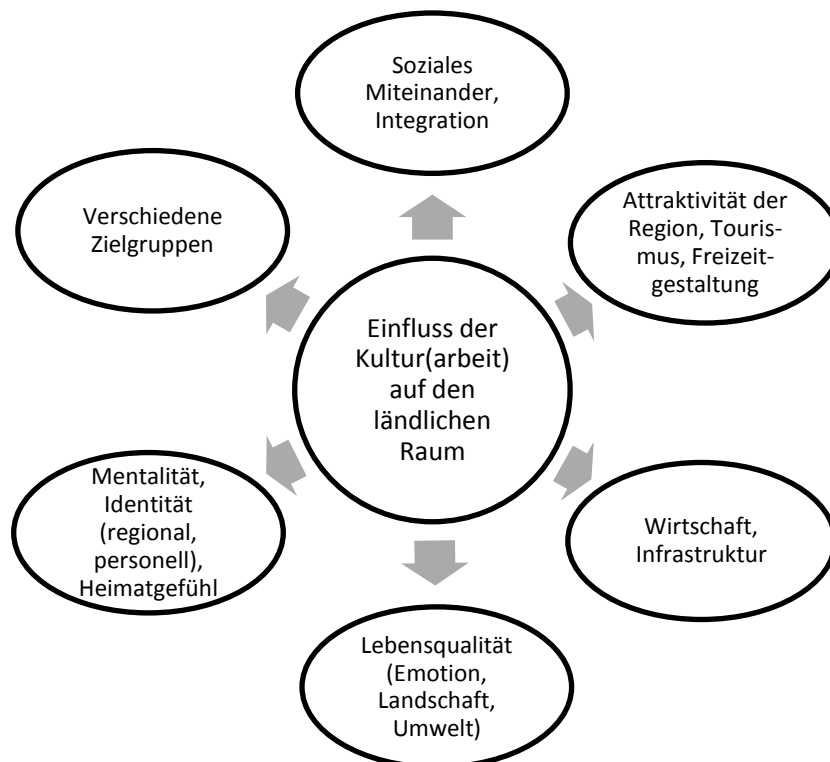 Soziales
Miteinander,
Integration
Verschiedene
Zielgruppen
Attraktivität der
Region, Touris-
mus, Freizeit-
gestaltung
Einfluss der
Kultur(arbeit)
auf den
ländlichen
Raum
Mentalität,
Identität
(regional,
personell),
Heimatgefühl
Wirtschaft,
Infrastruktur
Lebensqualität
(Emotion,
Landschaft,
Umwelt)